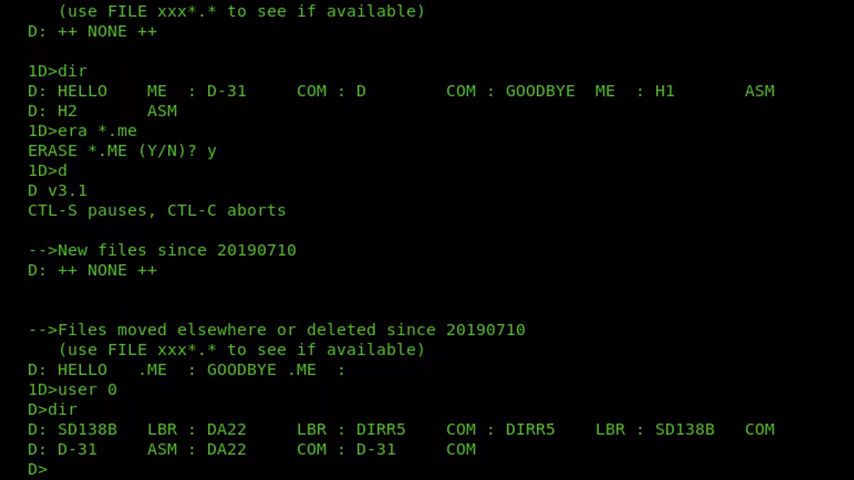 (use FILE xxx*.* to see if available)
D: ++ NONE ++
1D>dir
D: HELLO    ME  : D-31     COM : D        COM : GOODBYE  ME  : H1       ASM
D: H2       ASM
1D>era *.me
ERASE *.ME (Y/N)? y
1D>d
D v3.1
CTL-S pauses, CTL-C aborts
-->New files since 20190710
D: ++ NONE ++
-->Files moved elsewhere or deleted since 20190710
(use FILE xxx*.* to see if available)
D: HELLO   .ME  : GOODBYE .ME  :
1D>user 0
D>dir
D: SD138B   LBR : DA22     LBR : DIRR5    COM : DIRR5    LBR : SD138B   COM
D: D-31     ASM : DA22     COM : D-31     COM
D>